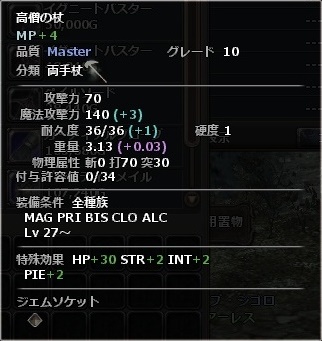 高僧の杖
MP+4
品質 Master グレード 10
分類 両手杖
攻撃力 70
魔法攻撃力 140 (+3)
耐久度 36/36 (+1) 硬度 1
重量 3.13 (+0.03)
物理属性 斬0 打70 突30
付与許容値 0/34
装備条件 全種族
MAG PRI BIS CLO ALC
Lv 27～
特殊効果 HP+30 STR+2 INT+2
PIE+2
ジェムソケット